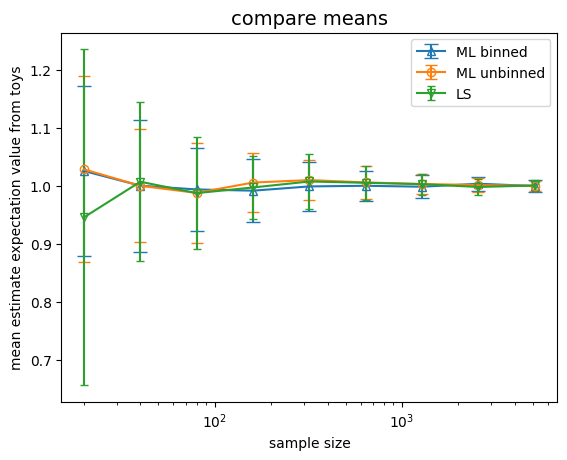 compare means
ML binned
ML unbinned
LS
1.2
1.1
1.0
0.9
0.8
0.7
mean estimate expectation value from toys
10²
10³
sample size